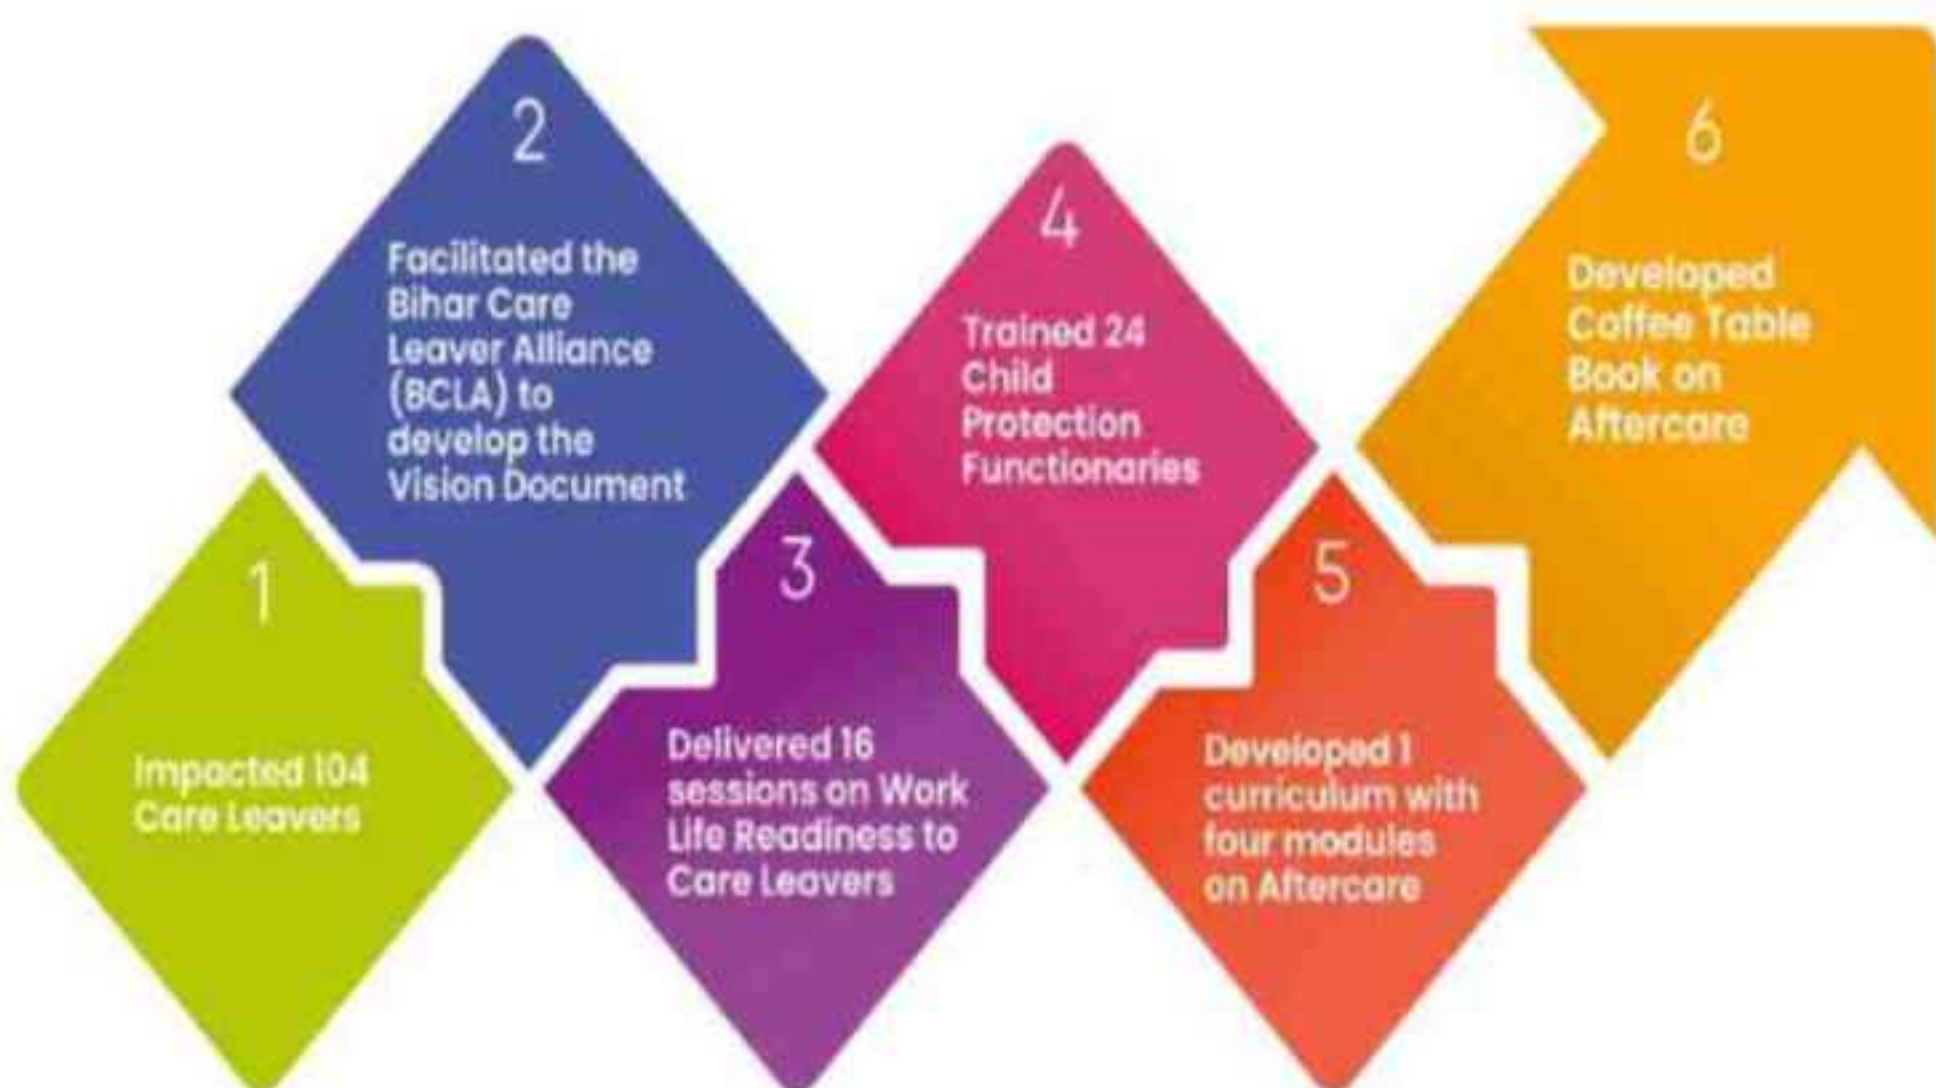 1
Impacted 104
Care Leavers
2
Facilitated the
Bihar Care
Leaver Alliance
(BCLA) to
develop the
Vision Document
3
Delivered 16
sessions on Work
Life Readiness to
Care Leavers
4
Trained 24
Child
Protection
Functionaries
5
Developed 1
curriculum with
four modules
on Aftercare
6
Developed
Coffee Table
Book on
Aftercare